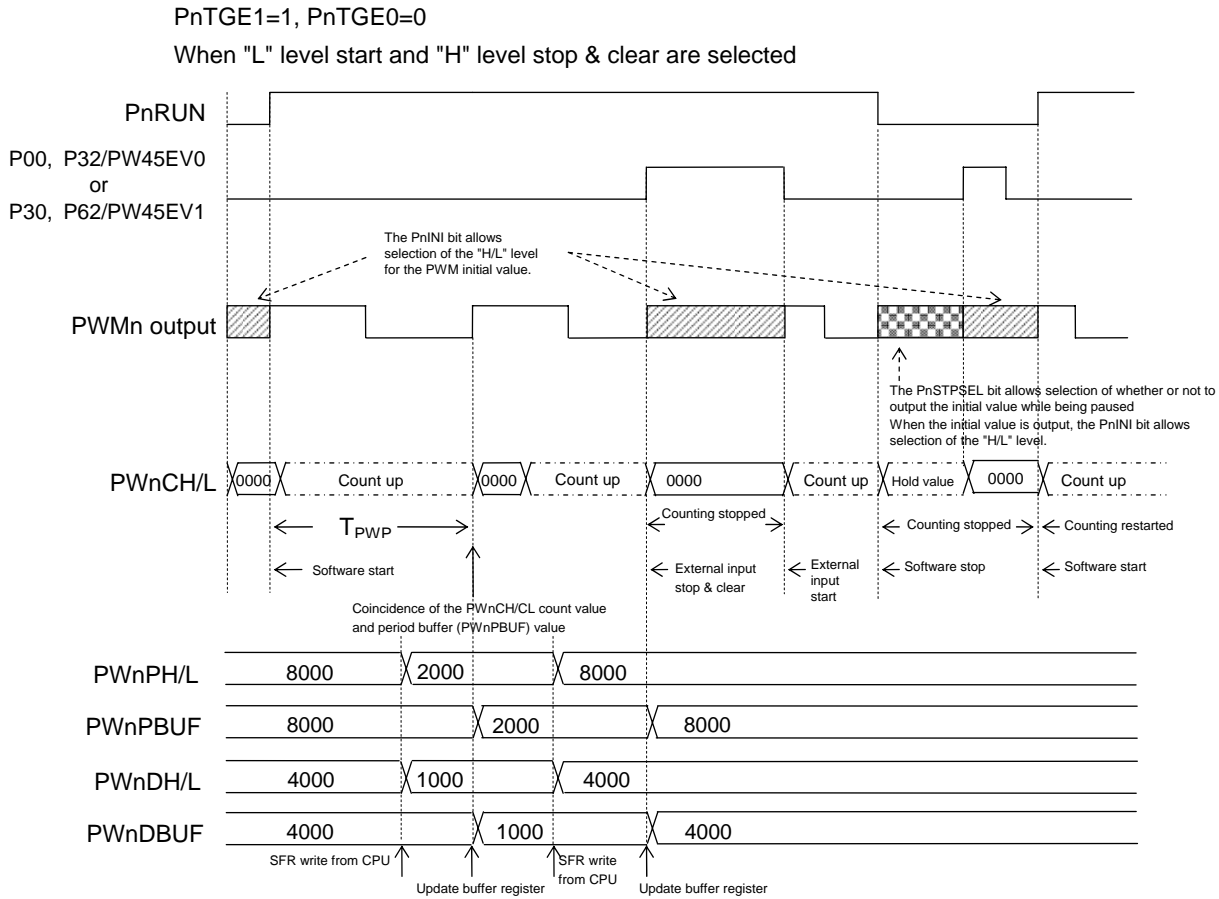 PnTGE1=1, PnTGE0=0
When "L" level start and "H" level stop & clear are selected
PnRUN
P00, P32/PW45EV0
or
P30, P62/PW45EV1
The PnINI bit allows
selection of the "H/L" level
for the PWM initial value.
PWMn output
The PnSTPSEL bit allows selection of whether or not to
output the initial value while being paused
When the initial value is output, the PnINI bit allows
selection of the "H/L" level.
PWnCH/L
0000
Count up
0000
Count up
0000
Count up
Hold value
0000
Count up
TPWP
Counting stopped
Counting stopped
Counting restarted
Software start
External input
stop & clear
External
input
start
Software stop
Software start
Coincidence of the PWnCH/CL count value
and period buffer (PWnPBUF) value
PWnPH/L
8000
2000
8000
PWnPBUF
8000
2000
8000
PWnDH/L
4000
1000
4000
PWnDBUF
4000
1000
4000
SFR write from CPU
Update buffer register
SFR write
from CPU
Update buffer register